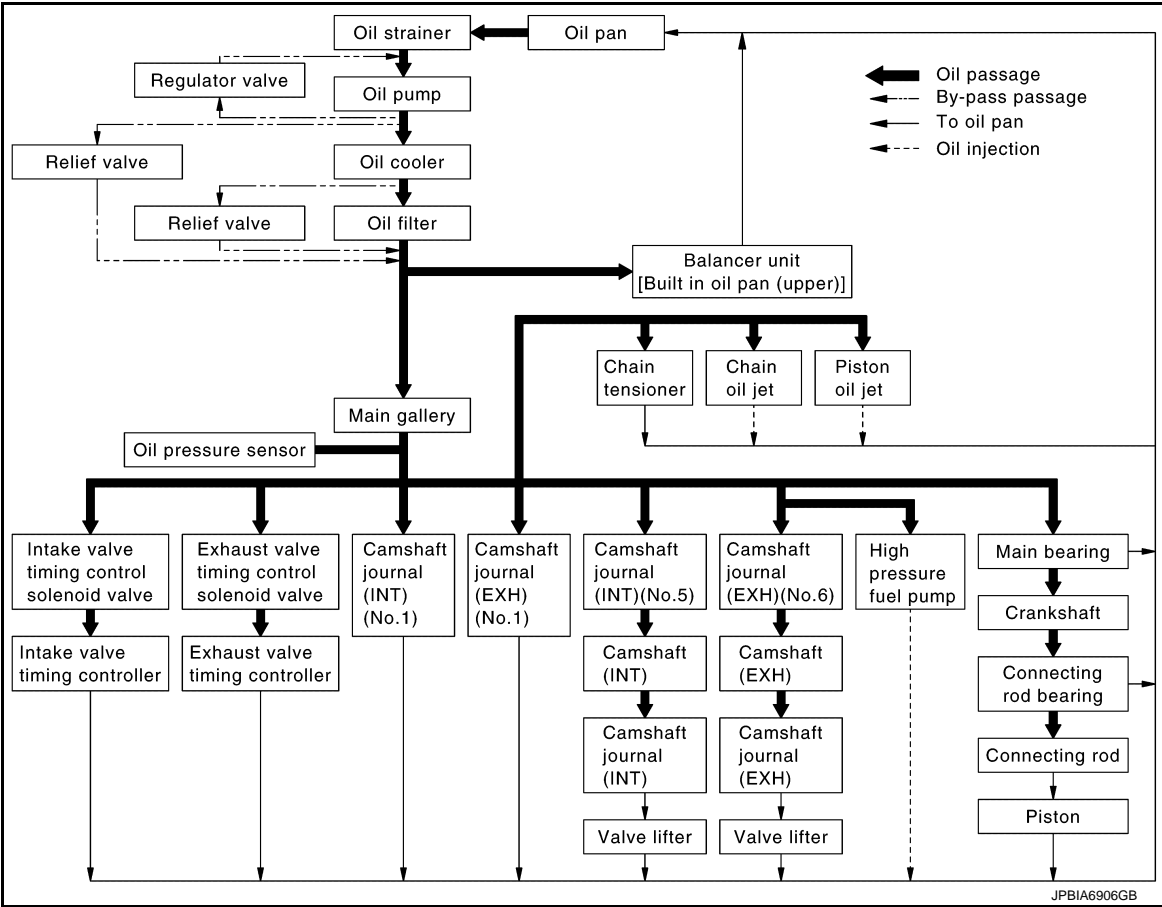 Oil strainer
Oil pan
Regulator valve
Oil pump
Oil passage
By-pass passage
To oil pan
Oil injection
Relief valve
Oil cooler
Relief valve
Oil filter
Balancer unit
[Built in oil pan (upper)]
Chain
tensioner
Chain
oil jet
Piston
oil jet
Main gallery
Oil pressure sensor
Intake valve
timing control
solenoid valve
Exhaust valve
timing control
solenoid valve
Camshaft
journal
(INT)
(No.1)
Camshaft
journal
(EXH)
(No.1)
Camshaft
journal
(INT)(No.5)
Camshaft
journal
(EXH)(No.6)
High
pressure
fuel pump
Main bearing
Crankshaft
Intake valve
timing controller
Exhaust valve
timing controller
Camshaft
(INT)
Camshaft
(EXH)
Connecting
rod bearing
Camshaft
journal
(INT)
Camshaft
journal
(EXH)
Connecting rod
Piston
Valve lifter
Valve lifter
JPBIA6906GB